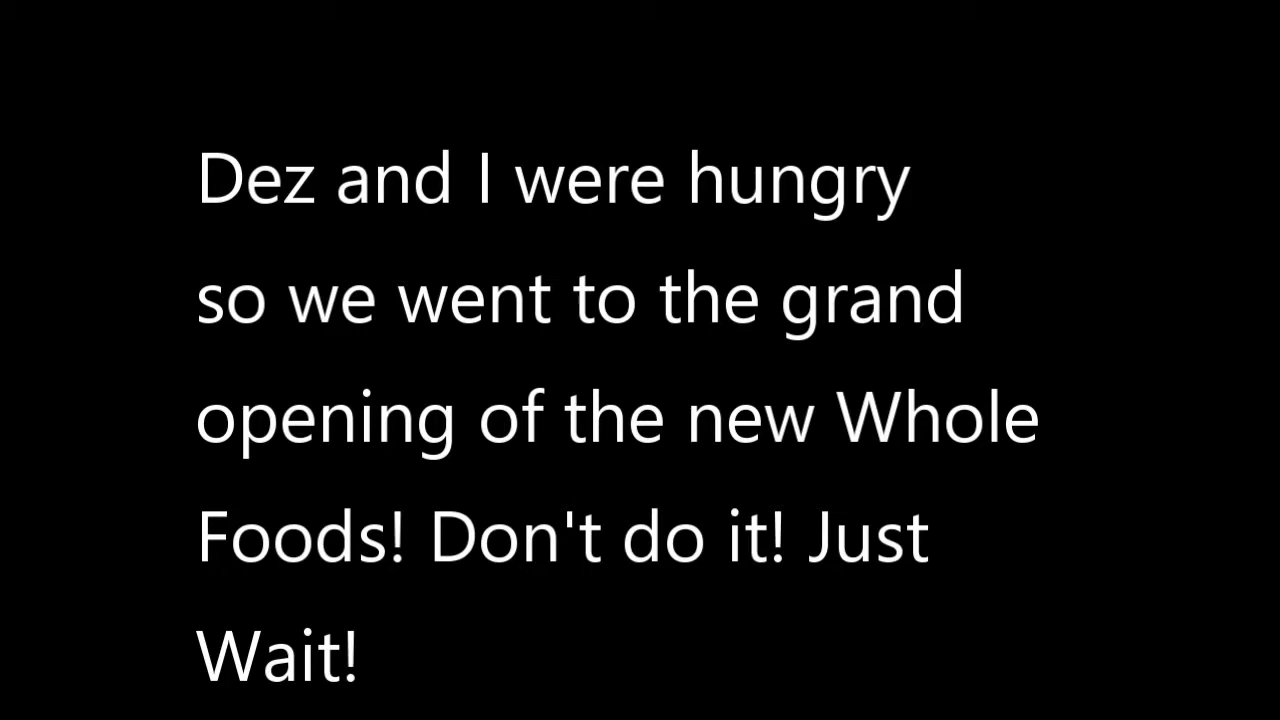 Dez and I were hungry
so we went to the grand
opening of the new Whole
Foods! Don't do it! Just
Wait!